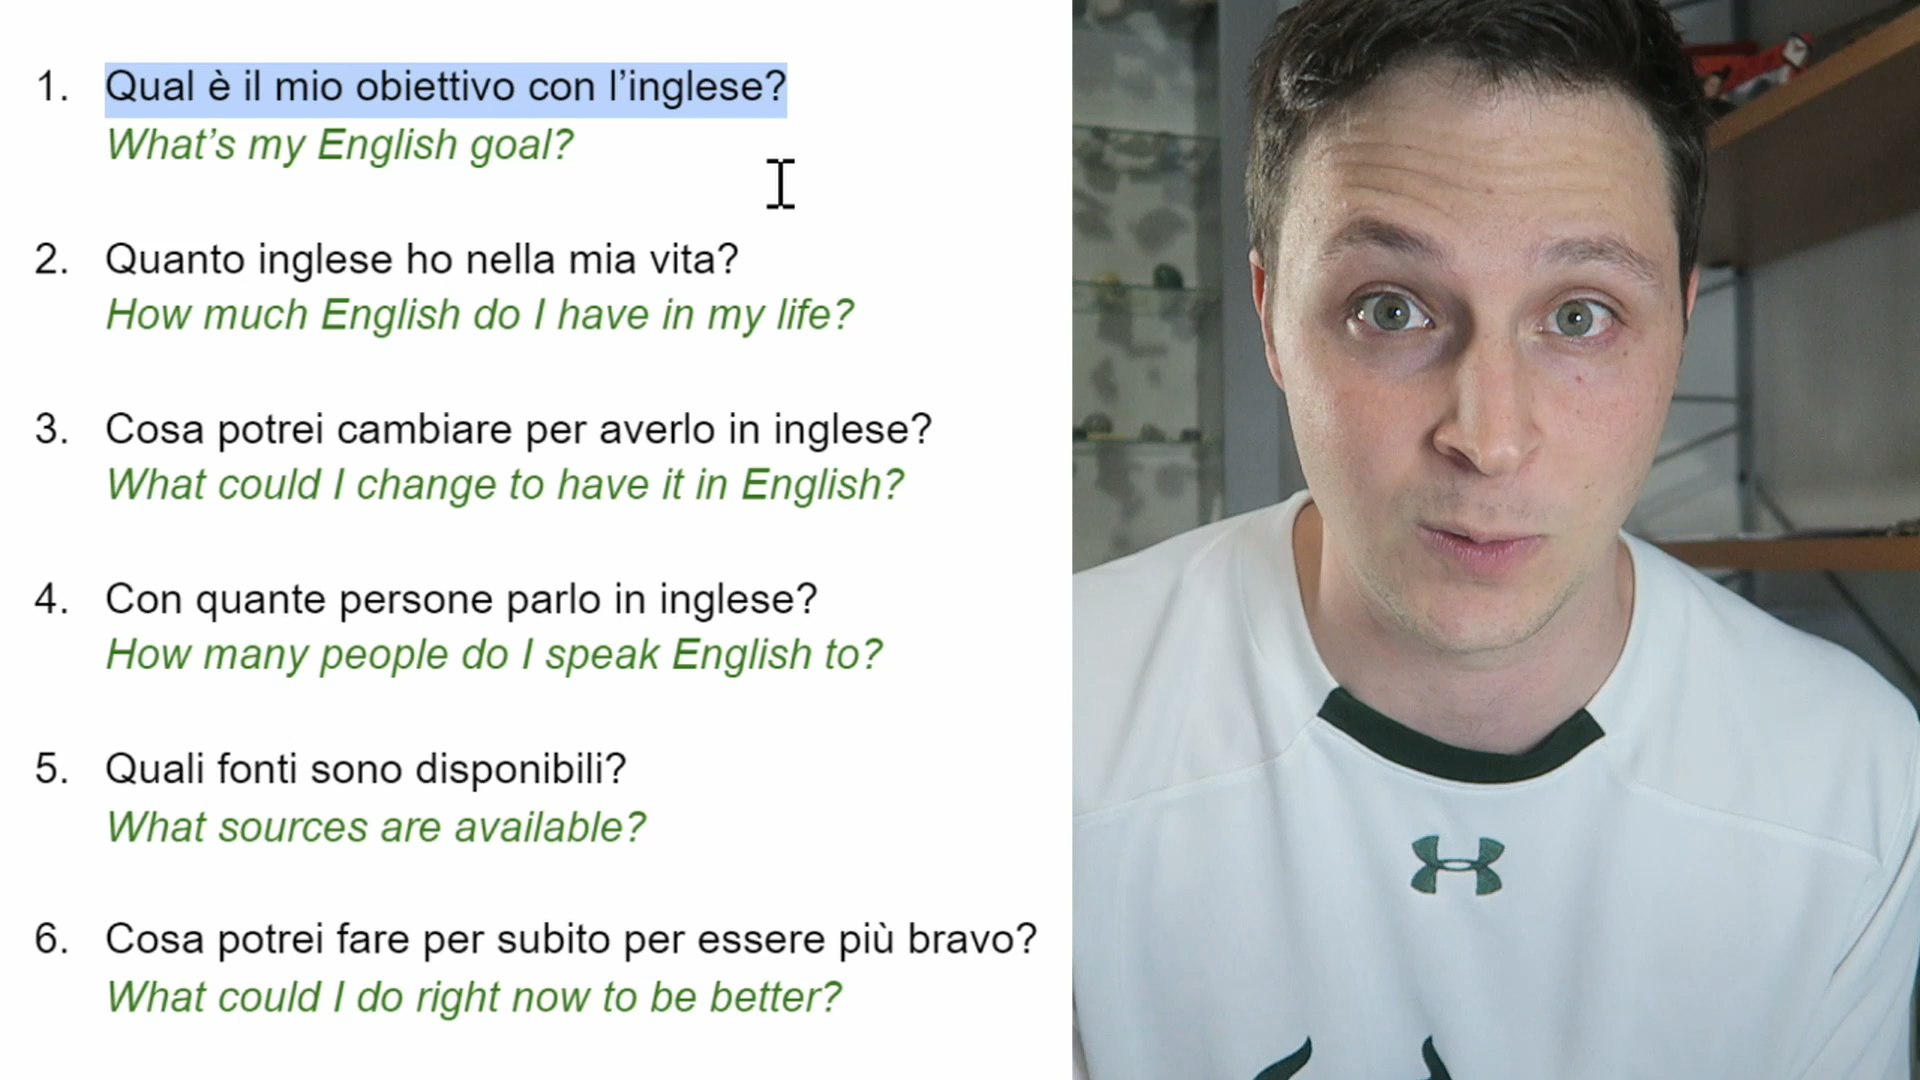 1. Qual è il mio obiettivo con l’inglese?
What’s my English goal?
2. Quanto inglese ho nella mia vita?
How much English do I have in my life?
3. Cosa potrei cambiare per averlo in inglese?
What could I change to have it in English?
4. Con quante persone parlo in inglese?
How many people do I speak English to?
5. Quali fonti sono disponibili?
What sources are available?
6. Cosa potrei fare per subito per essere più bravo?
What could I do right now to be better?